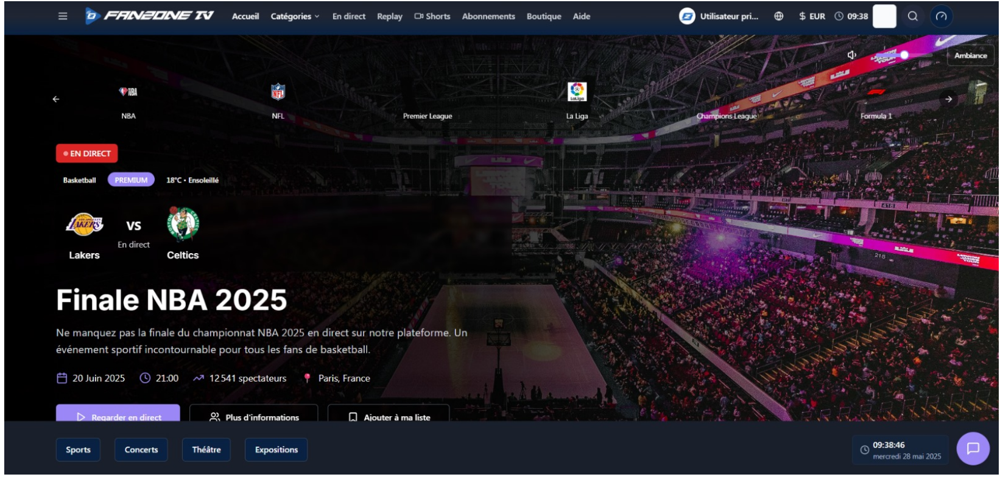 FANZONE TV
Accueil Catégories En direct Replay Shorts Abonnements Boutique Aide
Utilisateur pri... $ EUR 09:38
Ambiance
NBA
NFL
LaLiga
NBA NFL Premier League La Liga Champions League Formula 1
EN DIRECT
Basketball PREMIUM 18°C • Ensoleillé
LAKERS
VS
En direct
Lakers Celtics
Finale NBA 2025
Ne manquez pas la finale du championnat NBA 2025 en direct sur notre plateforme. Un
événement sportif incontournable pour tous les fans de basketball.
20 Juin 2025 21:00 12 541 spectateurs Paris, France
Regarder en direct Plus d'informations Ajouter à ma liste
Sports Concerts Théâtre Expositions
09:38:46
mercredi 28 mai 2025